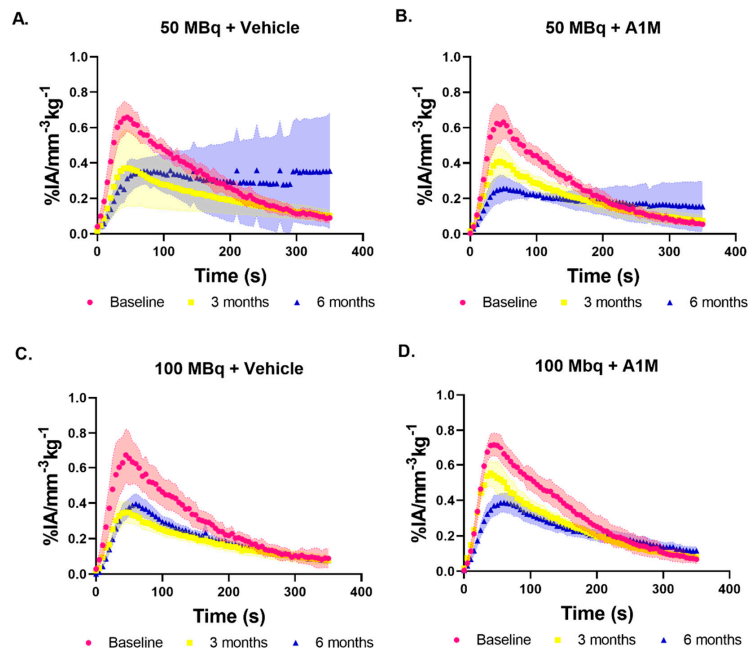 A.
50 MBq + Vehicle
%IA/mm⁻³kg⁻¹
1.0
0.8
0.6
0.4
0.2
0.0
0 100 200 300 400
Time (s)
Baseline 3 months 6 months
B.
50 MBq + A1M
%IA/mm⁻³kg⁻¹
1.0
0.8
0.6
0.4
0.2
0.0
0 100 200 300 400
Time (s)
Baseline 3 months 6 months
C.
100 MBq + Vehicle
%IA/mm⁻³kg⁻¹
1.0
0.8
0.6
0.4
0.2
0.0
0 100 200 300 400
Time (s)
Baseline 3 months 6 months
D.
100 Mbq + A1M
%IA/mm⁻³kg⁻¹
1.0
0.8
0.6
0.4
0.2
0.0
0 100 200 300 400
Time (s)
Baseline 3 months 6 months